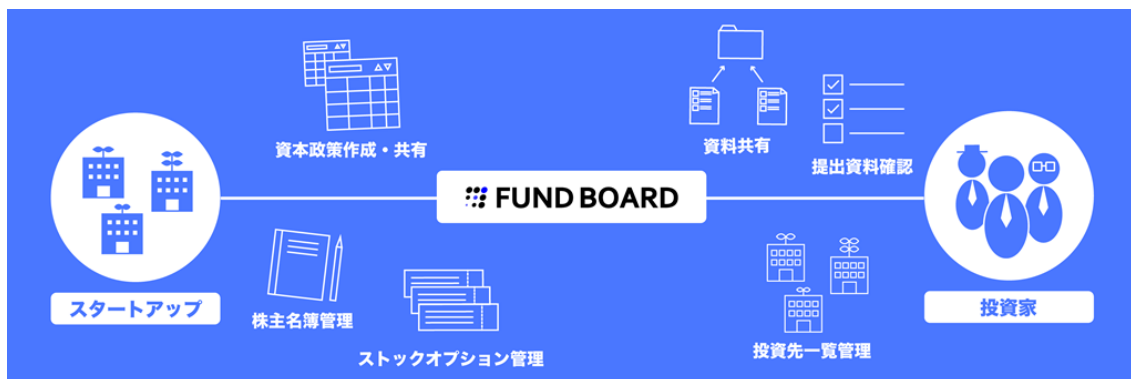 資本政策作成・共有
資料共有
提出資料確認
FUND BOARD
スタートアップ
株主名簿管理
ストックオプション管理
投資先一覧管理
投資家